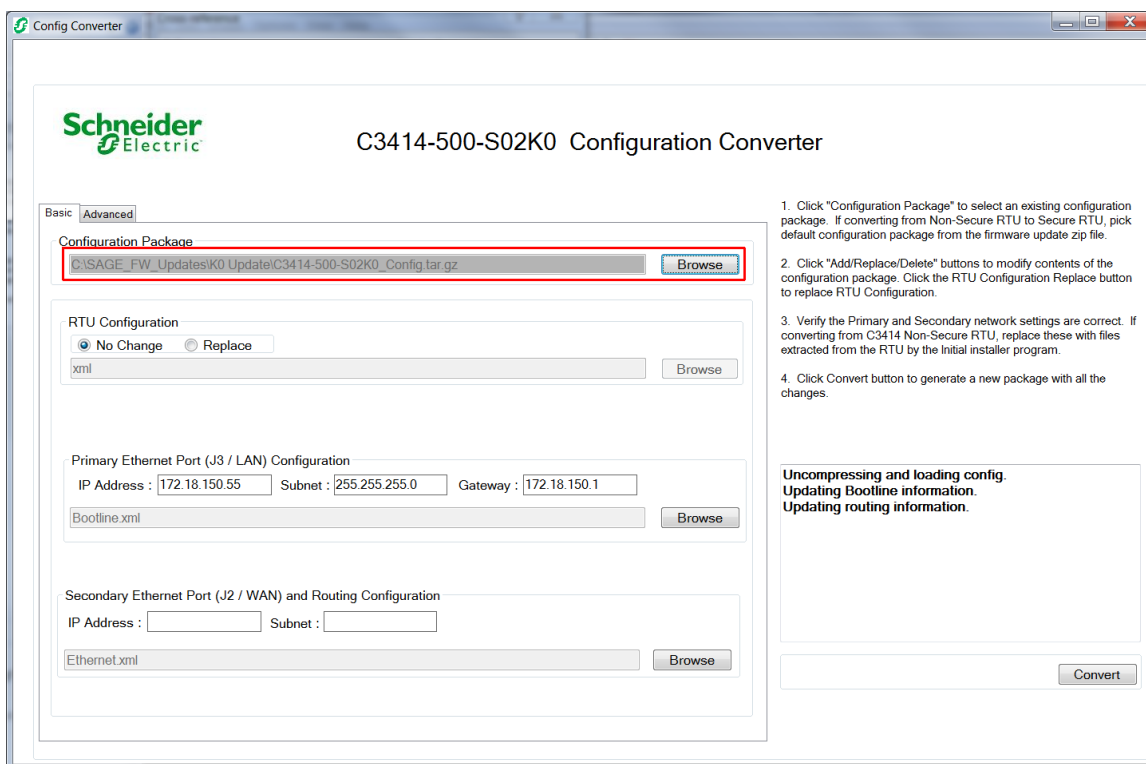 Config Converter
Schneider
Electric
C3414-500-S02K0 Configuration Converter
Basic Advanced
Configuration Package
C:\SAGE_FW_Updates\K0 Update\C3414-500-S02K0_Config.tar.gz Browse
RTU Configuration
No Change Replace
xml Browse
Primary Ethernet Port (J3 / LAN) Configuration
IP Address : 172.18.150.55 Subnet : 255.255.255.0 Gateway : 172.18.150.1
Bootline.xml Browse
Secondary Ethernet Port (J2 / WAN) and Routing Configuration
IP Address : Subnet :
Ethernet.xml Browse
1. Click "Configuration Package" to select an existing configuration
package. If converting from Non-Secure RTU to Secure RTU, pick
default configuration package from the firmware update zip file.
2. Click "Add/Replace/Delete" buttons to modify contents of the
configuration package. Click the RTU Configuration Replace button
to replace RTU Configuration.
3. Verify the Primary and Secondary network settings are correct. If
converting from C3414 Non-Secure RTU, replace these with files
extracted from the RTU by the Initial installer program.
4. Click Convert button to generate a new package with all the
changes.
Uncompressing and loading config.
Updating Bootline information.
Updating routing information.
Convert